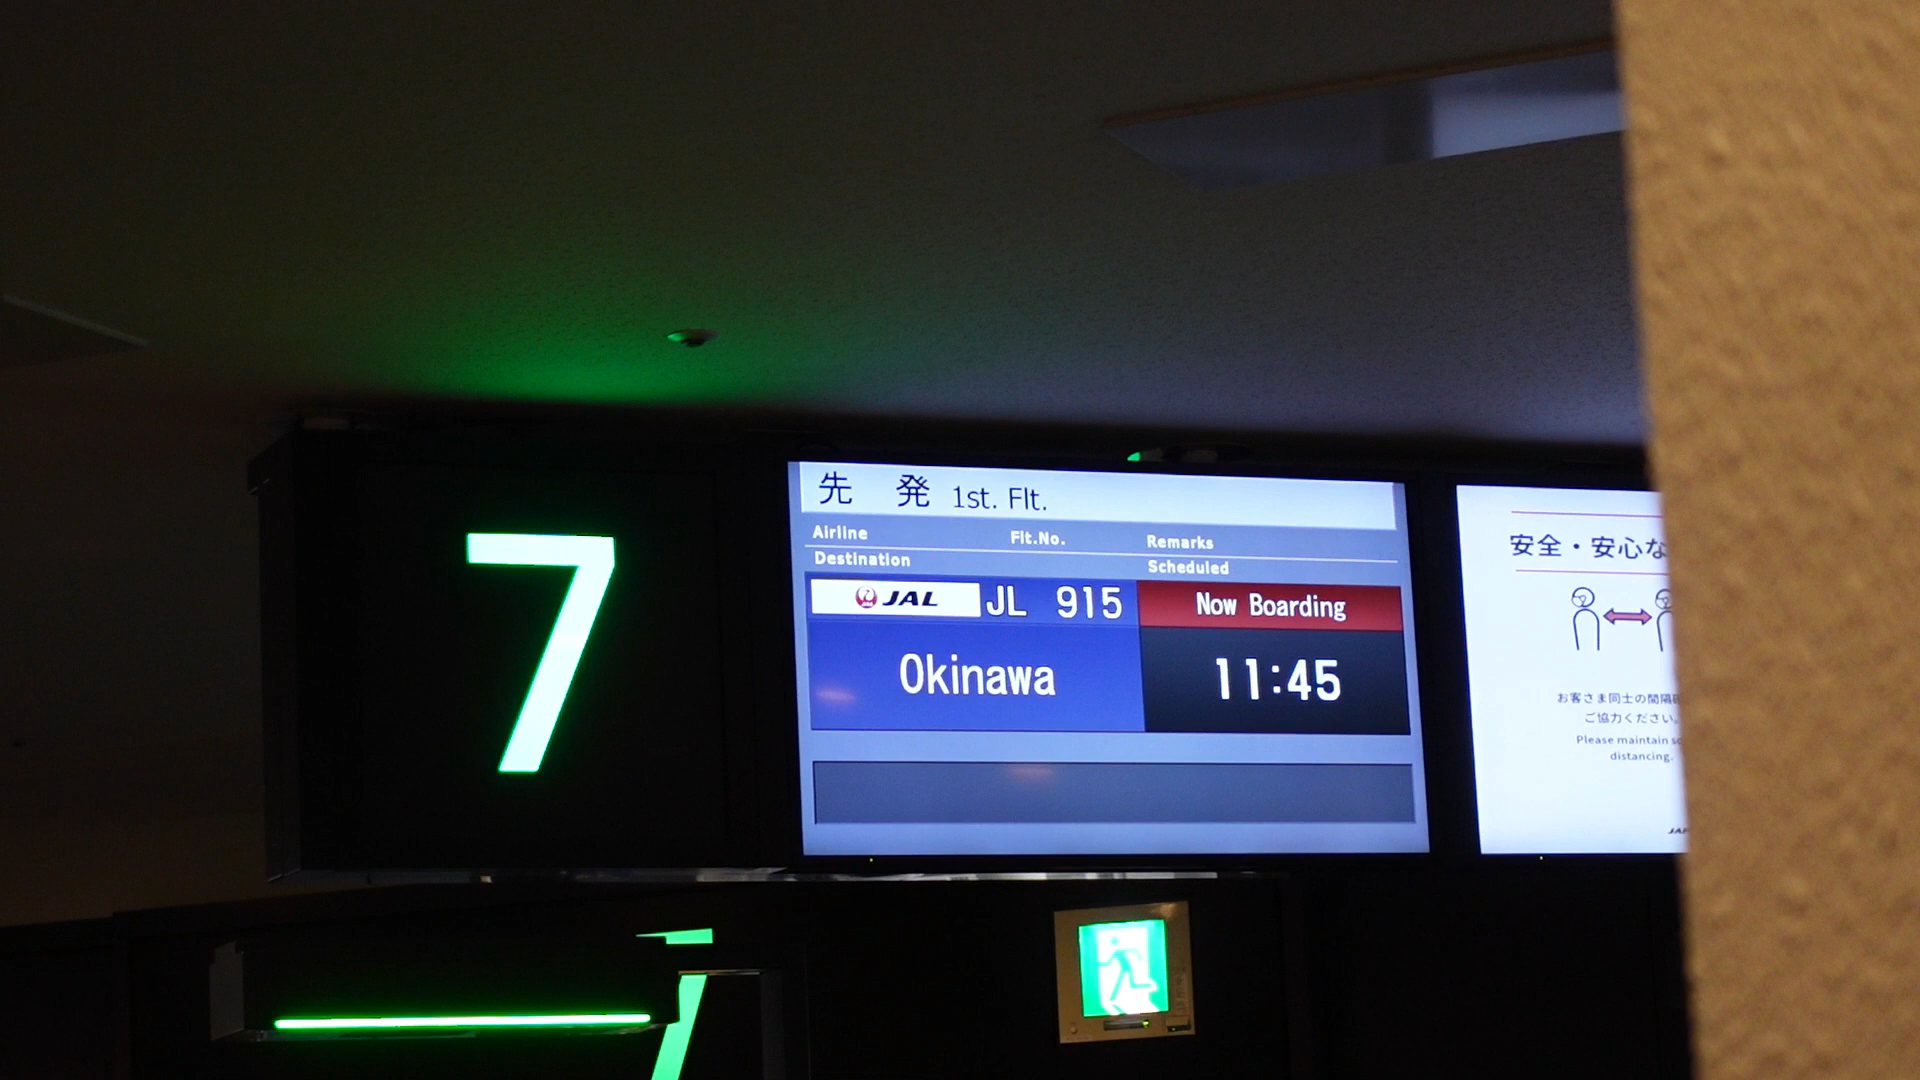 7
先 発 1st. Flt.
Airline Flt.No. Remarks
Destination Scheduled
JAL JL 915 Now Boarding
Okinawa 11:45
安全・安心な
お客さま同士の間隔
ご協力ください。
Please maintain
distancing.
7